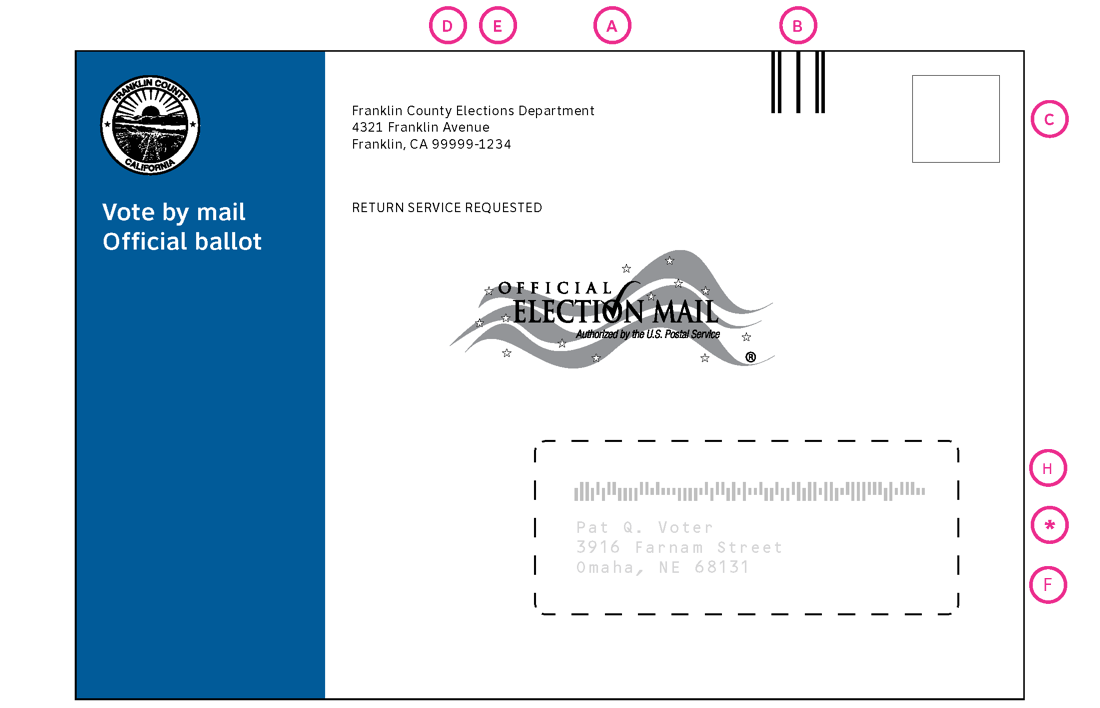 D E A B
FRANKLIN COUNTY
CALIFORNIA
Vote by mail
Official ballot
Franklin County Elections Department
4321 Franklin Avenue
Franklin, CA 99999-1234
C
RETURN SERVICE REQUESTED
OFFICIAL
ELECTION MAIL
Authorized by the U.S. Postal Service
®
H
*
F
Pat Q. Voter
3916 Farnam Street
Omaha, NE 68131